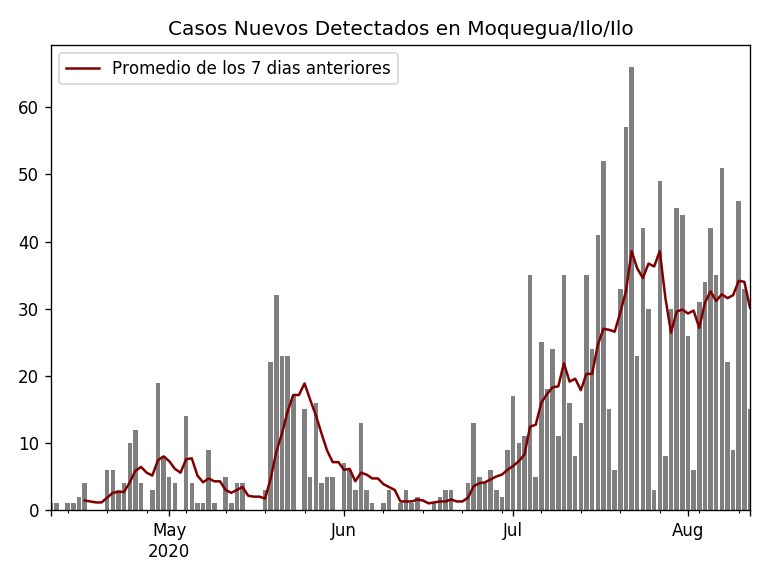 Casos Nuevos Detectados en Moquegua/Ilo/Ilo
Promedio de los 7 dias anteriores
60
50
40
30
20
10
0
May
2020
Jun
Jul
Aug